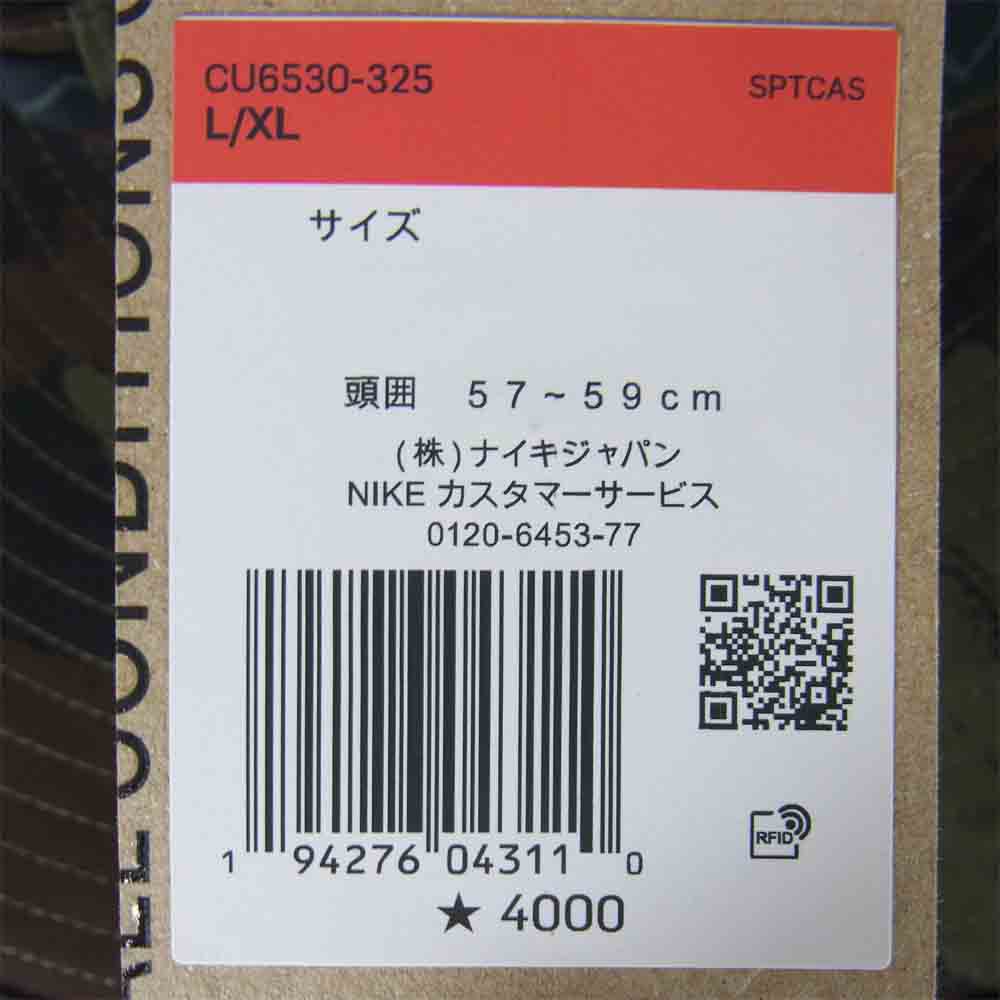 CU6530-325
SPTCAS
L/XL
サイズ
頭囲 57~59cm
(株)ナイキジャパン
NIKE カスタマーサービス
0120-6453-77
1 94276 04311 0
★ 4000
RFID
CONDITIONS